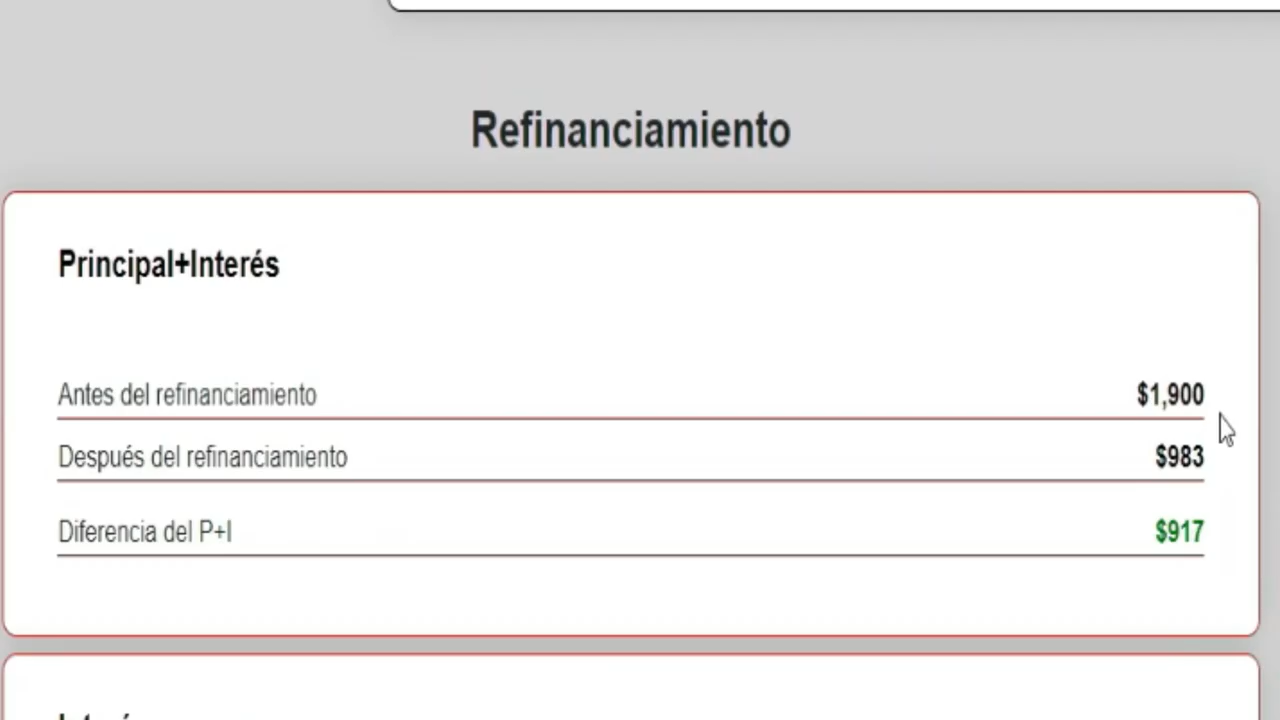 Refinanciamiento
Principal+Interés
Antes del refinanciamiento $1,900
Después del refinanciamiento $983
Diferencia del P+I $917